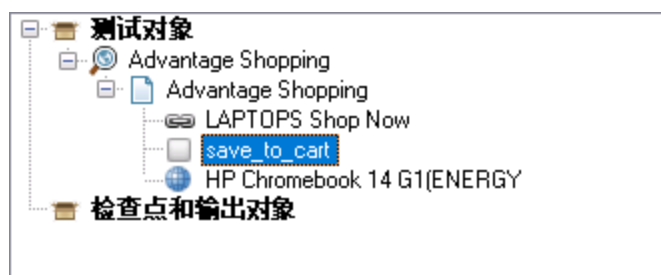 测试对象
Advantage Shopping
Advantage Shopping
LAPTOPS Shop Now
save_to_cart
HP Chromebook 14 G1(ENERGY
检查点和输出对象